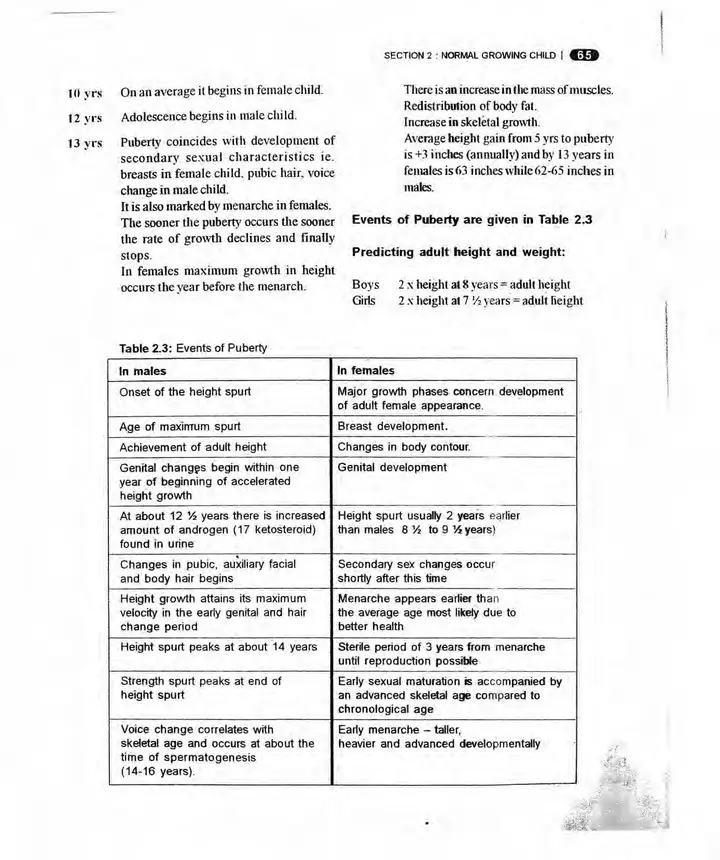 SECTION 2 : NORMAL GROWING CHILD | 65
10 yrs On an average it begins in female child.
12 yrs Adolescence begins in male child.
13 yrs Puberty coincides with development of
secondary sexual characteristics ie.
breasts in female child, pubic hair, voice
change in male child.
It is also marked by menarche in females.
The sooner the puberty occurs the sooner
the rate of growth declines and finally
stops.
In females maximum growth in height
occurs the year before the menarch.
There is an increase in the mass of muscles.
Redistribution of body fat.
Increase in skeletal growth.
Average height gain from 5 yrs to puberty
is +3 inches (annually) and by 13 years in
females is 63 inches while 62-65 inches in
males.
Events of Puberty are given in Table 2.3
Predicting adult height and weight:
Boys 2 x height at 8 years = adult height
Girls 2 x height at 7 ½ years = adult height
Table 2.3: Events of Puberty
In males
In females
Onset of the height spurt
Major growth phases concern development
of adult female appearance.
Age of maximum spurt
Breast development.
Achievement of adult height
Changes in body contour.
Genital changes begin within one
year of beginning of accelerated
height growth
Genital development
At about 12 ½ years there is increased
amount of androgen (17 ketosteroid)
found in urine
Height spurt usually 2 years earlier
than males 8 ½ to 9 ½ years)
Changes in pubic, auxiliary facial
and body hair begins
Secondary sex changes occur
shortly after this time
Height growth attains its maximum
velocity in the early genital and hair
change period
Menarche appears earlier than
the average age most likely due to
better health
Height spurt peaks at about 14 years
Sterile period of 3 years from menarche
until reproduction possible
Strength spurt peaks at end of
height spurt
Early sexual maturation is accompanied by
an advanced skeletal age compared to
chronological age
Voice change correlates with
skeletal age and occurs at about the
time of spermatogenesis
(14-16 years).
Early menarche – taller,
heavier and advanced developmentally